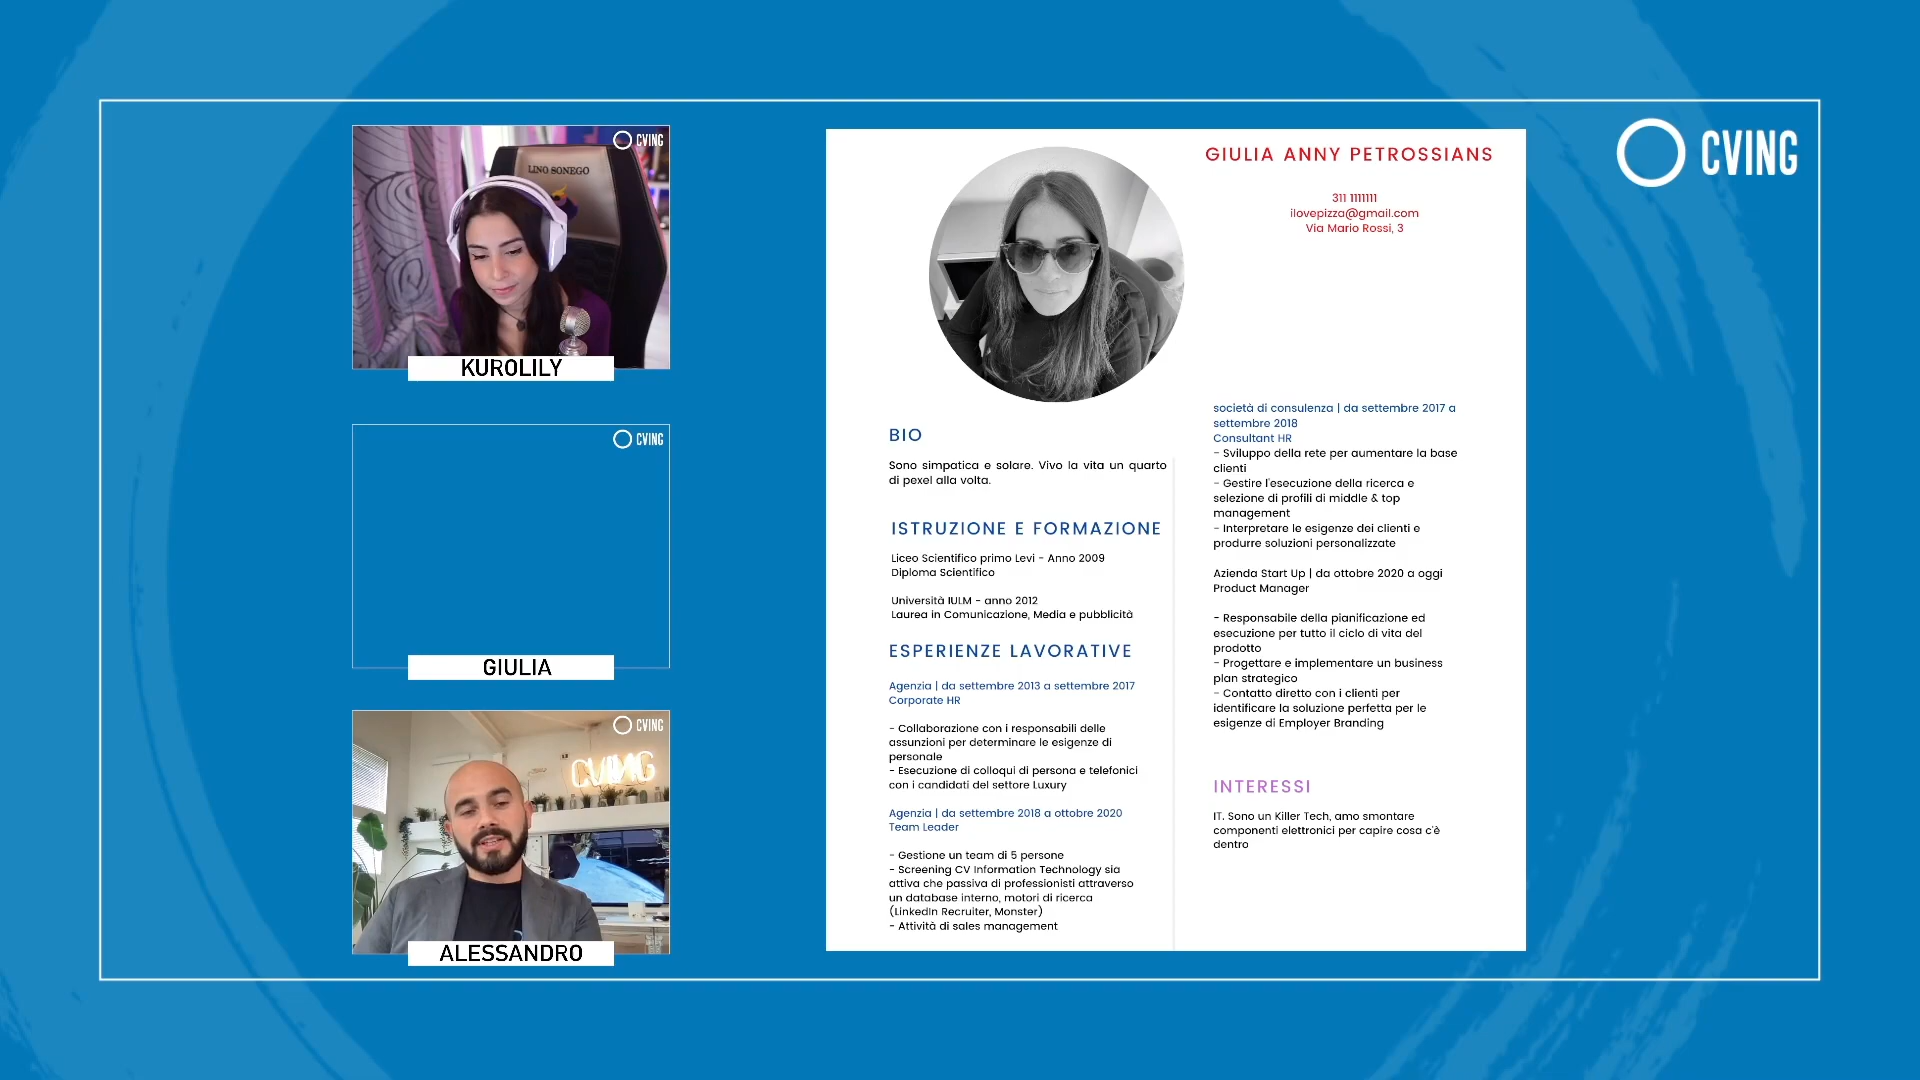 CVING
LINO SONEGO
KUROLILY
CVING
GIULIA
CVING
CVING
ALESSANDRO
GIULIA ANNY PETROSSIANS
311 1111111
ilovepizza@gmail.com
Via Mario Rossi, 3
BIO
Sono simpatica e solare. Vivo la vita un quarto
di pexel alla volta.
ISTRUZIONE E FORMAZIONE
Liceo Scientifico primo Levi - Anno 2009
Diploma Scientifico
Università IULM - anno 2012
Laurea in Comunicazione, Media e pubblicità
ESPERIENZE LAVORATIVE
Agenzia | da settembre 2013 a settembre 2017
Corporate HR
- Collaborazione con i responsabili delle
assunzioni per determinare le esigenze di
personale
- Esecuzione di colloqui di persona e telefonici
con i candidati del settore Luxury
Agenzia | da settembre 2018 a ottobre 2020
Team Leader
- Gestione un team di 5 persone
- Screening CV Information Technology sia
attiva che passiva di professionisti attraverso
un database interno, motori di ricerca
(LinkedIn Recruiter, Monster)
- Attività di sales management
società di consulenza | da settembre 2017 a
settembre 2018
Consultant HR
- Sviluppo della rete per aumentare la base
clienti
- Gestire l'esecuzione della ricerca e
selezione di profili di middle & top
management
- Interpretare le esigenze dei clienti e
produrre soluzioni personalizzate
Azienda Start Up | da ottobre 2020 a oggi
Product Manager
- Responsabile della pianificazione ed
esecuzione per tutto il ciclo di vita del
prodotto
- Progettare e implementare un business
plan strategico
- Contatto diretto con i clienti per
identificare la soluzione perfetta per le
esigenze di Employer Branding
INTERESSI
IT. Sono un Killer Tech, amo smontare
componenti elettronici per capire cosa c'è
dentro
CVING